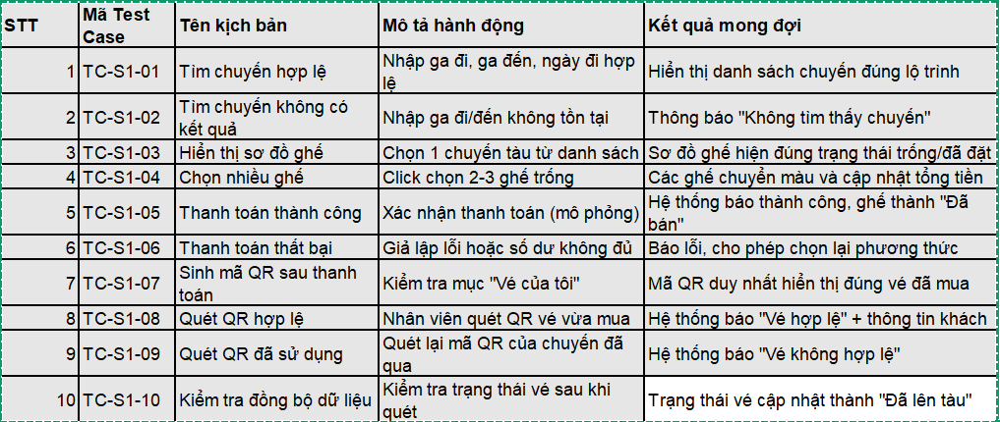 STT Mã Test Case Tên kịch bản Mô tả hành động Kết quả mong đợi
1 TC-S1-01 Tìm chuyến hợp lệ Nhập ga đi, ga đến, ngày đi hợp lệ Hiển thị danh sách chuyến đúng lộ trình
2 TC-S1-02 Tìm chuyến không có kết quả Nhập ga đi/đến không tồn tại Thông báo "Không tìm thấy chuyến"
3 TC-S1-03 Hiển thị sơ đồ ghế Chọn 1 chuyến tàu từ danh sách Sơ đồ ghế hiện đúng trạng thái trống/đã đặt
4 TC-S1-04 Chọn nhiều ghế Click chọn 2-3 ghế trống Các ghế chuyển màu và cập nhật tổng tiền
5 TC-S1-05 Thanh toán thành công Xác nhận thanh toán (mô phỏng) Hệ thống báo thành công, ghế thành "Đã bán"
6 TC-S1-06 Thanh toán thất bại Giả lập lỗi hoặc số dư không đủ Báo lỗi, cho phép chọn lại phương thức
7 TC-S1-07 Sinh mã QR sau thanh toán Kiểm tra mục "Vé của tôi" Mã QR duy nhất hiển thị đúng vé đã mua
8 TC-S1-08 Quét QR hợp lệ Nhân viên quét QR vé vừa mua Hệ thống báo "Vé hợp lệ" + thông tin khách
9 TC-S1-09 Quét QR đã sử dụng Quét lại mã QR của chuyến đã qua Hệ thống báo "Vé không hợp lệ"
10 TC-S1-10 Kiểm tra đồng bộ dữ liệu Kiểm tra trạng thái vé sau khi quét Trạng thái vé cập nhật thành "Đã lên tàu"